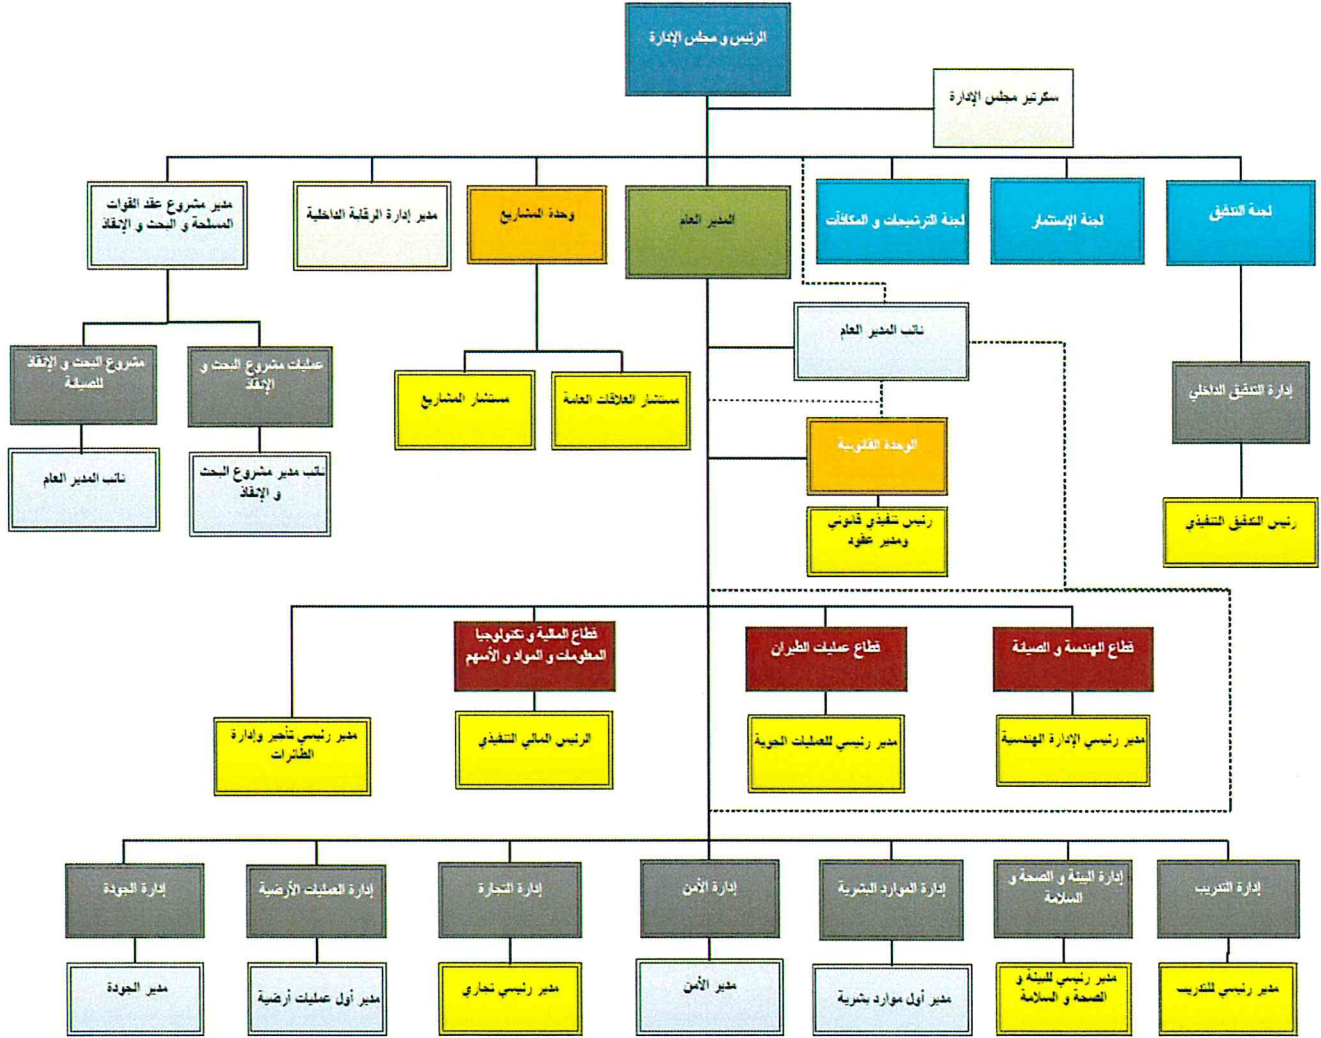 الرئيس و مجلس الإدارة
سكرتير مجلس الإدارة
لجنة التدقيق
لجنة الإستثمار
لجنة الترشيحات و المكافآت
المدير العام
وحدة المشاريع
مدير إدارة الرقابة الداخلية
مدير مشروع عقد القوات
المسلحة و البحث و الإنقاذ
نائب المدير العام
إدارة التدقيق الداخلي
مستشار العلاقات العامة
مستشار المشاريع
عمليات مشروع البحث و
الإنقاذ
مشروع البحث و الإنقاذ
للصيانة
الوحدة القانونية
نائب مدير مشروع البحث
و الإنقاذ
نائب المدير العام
رئيس التدقيق التنفيذي
رئيس تنفيذي قانوني
ومدير عقود
قطاع الهندسة و الصيانة
قطاع عمليات الطيران
قطاع المالية و تكنولوجيا
المعلومات و المواد و الأسهم
مدير رئيسي الإدارة الهندسية
مدير رئيسي للعمليات الجوية
الرئيس المالي التنفيذي
مدير رئيسي تأجير وإدارة
الطائرات
إدارة التدريب
إدارة البيئة و الصحة و
السلامة
إدارة الموارد البشرية
إدارة الأمن
إدارة التجارة
إدارة العمليات الأرضية
إدارة الجودة
مدير رئيسي للتدريب
مدير رئيسي للبيئة و
الصحة و السلامة
مدير أول موارد بشرية
مدير الأمن
مدير رئيسي تجاري
مدير أول عمليات أرضية
مدير الجودة